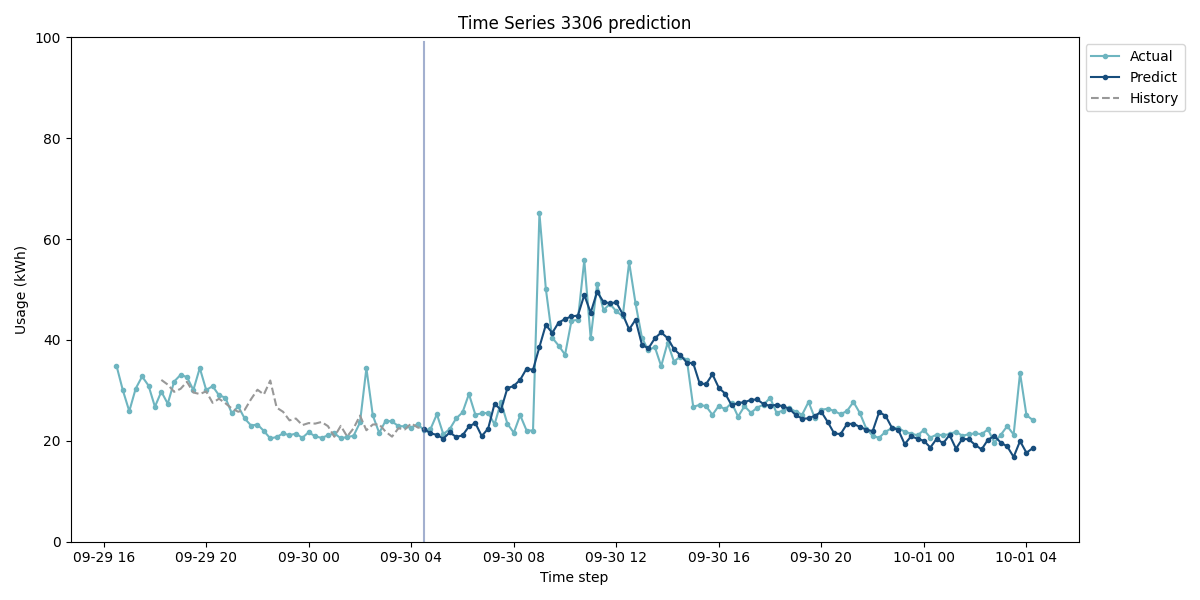 Time Series 3306 prediction
Usage (kWh)
100
80
60
40
20
0
09-29 16
09-29 20
09-30 00
09-30 04
09-30 08
09-30 12
09-30 16
09-30 20
10-01 00
10-01 04
Time step
Actual
Predict
History